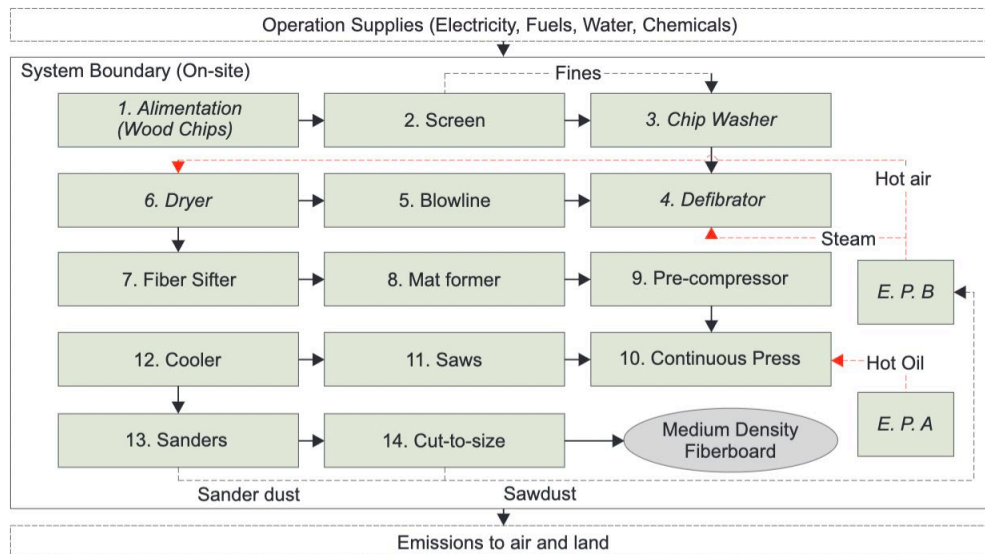 Operation Supplies (Electricity, Fuels, Water, Chemicals)
System Boundary (On-site)
Fines
1. Alimentation
(Wood Chips)
2. Screen
3. Chip Washer
Hot air
6. Dryer
5. Blowline
4. Defibrator
Steam
7. Fiber Sifter
8. Mat former
9. Pre-compressor
E. P. B
12. Cooler
11. Saws
10. Continuous Press
Hot Oil
13. Sanders
14. Cut-to-size
Medium Density
Fiberboard
E. P. A
Sander dust
Sawdust
Emissions to air and land